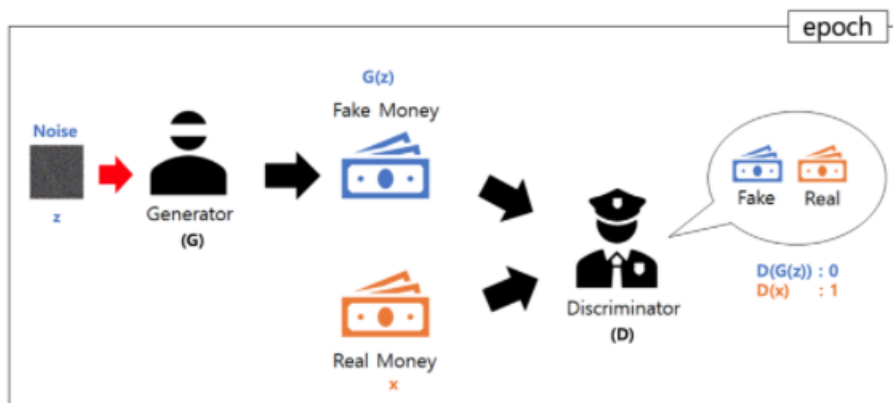 epoch
G(z)
Fake Money
Noise
z
Generator
(G)
Real Money
x
Discriminator
(D)
Fake Real
D(G(z)) : 0
D(x) : 1